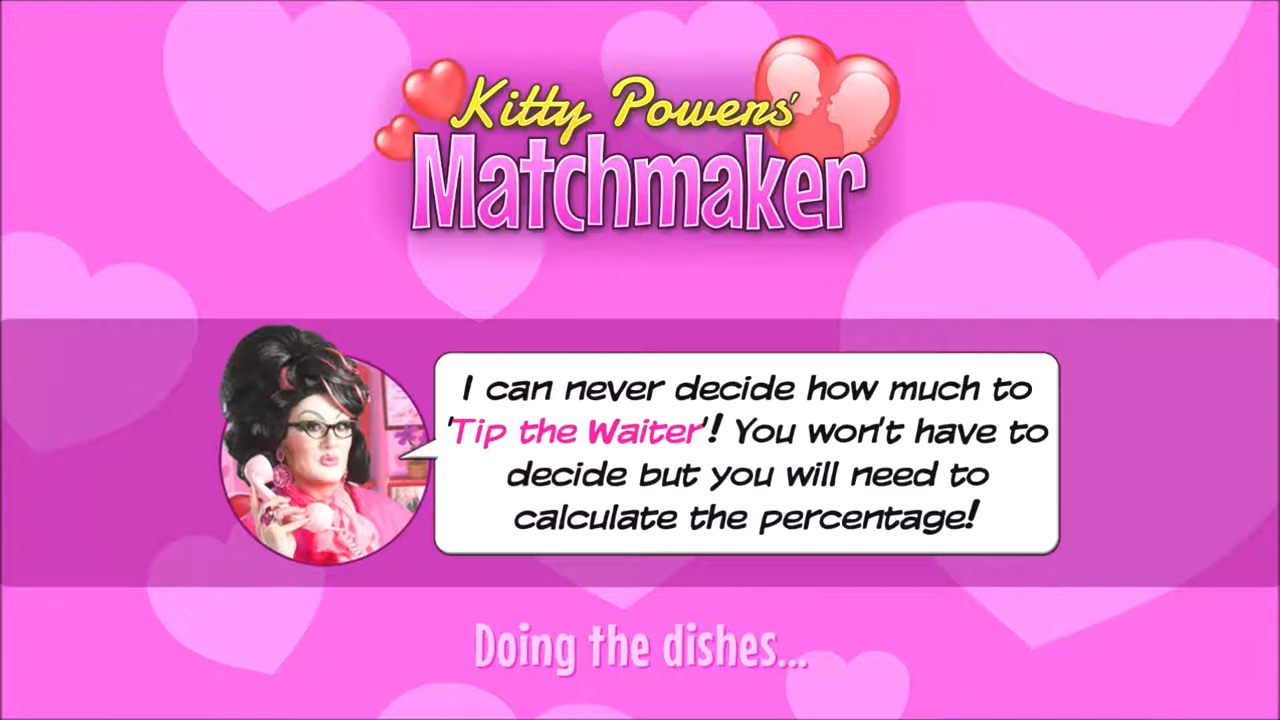 Kitty Powers'
Matchmaker
I can never decide how much to
'Tip the Waiter'! You won't have to
decide but you will need to
calculate the percentage!
Doing the dishes...